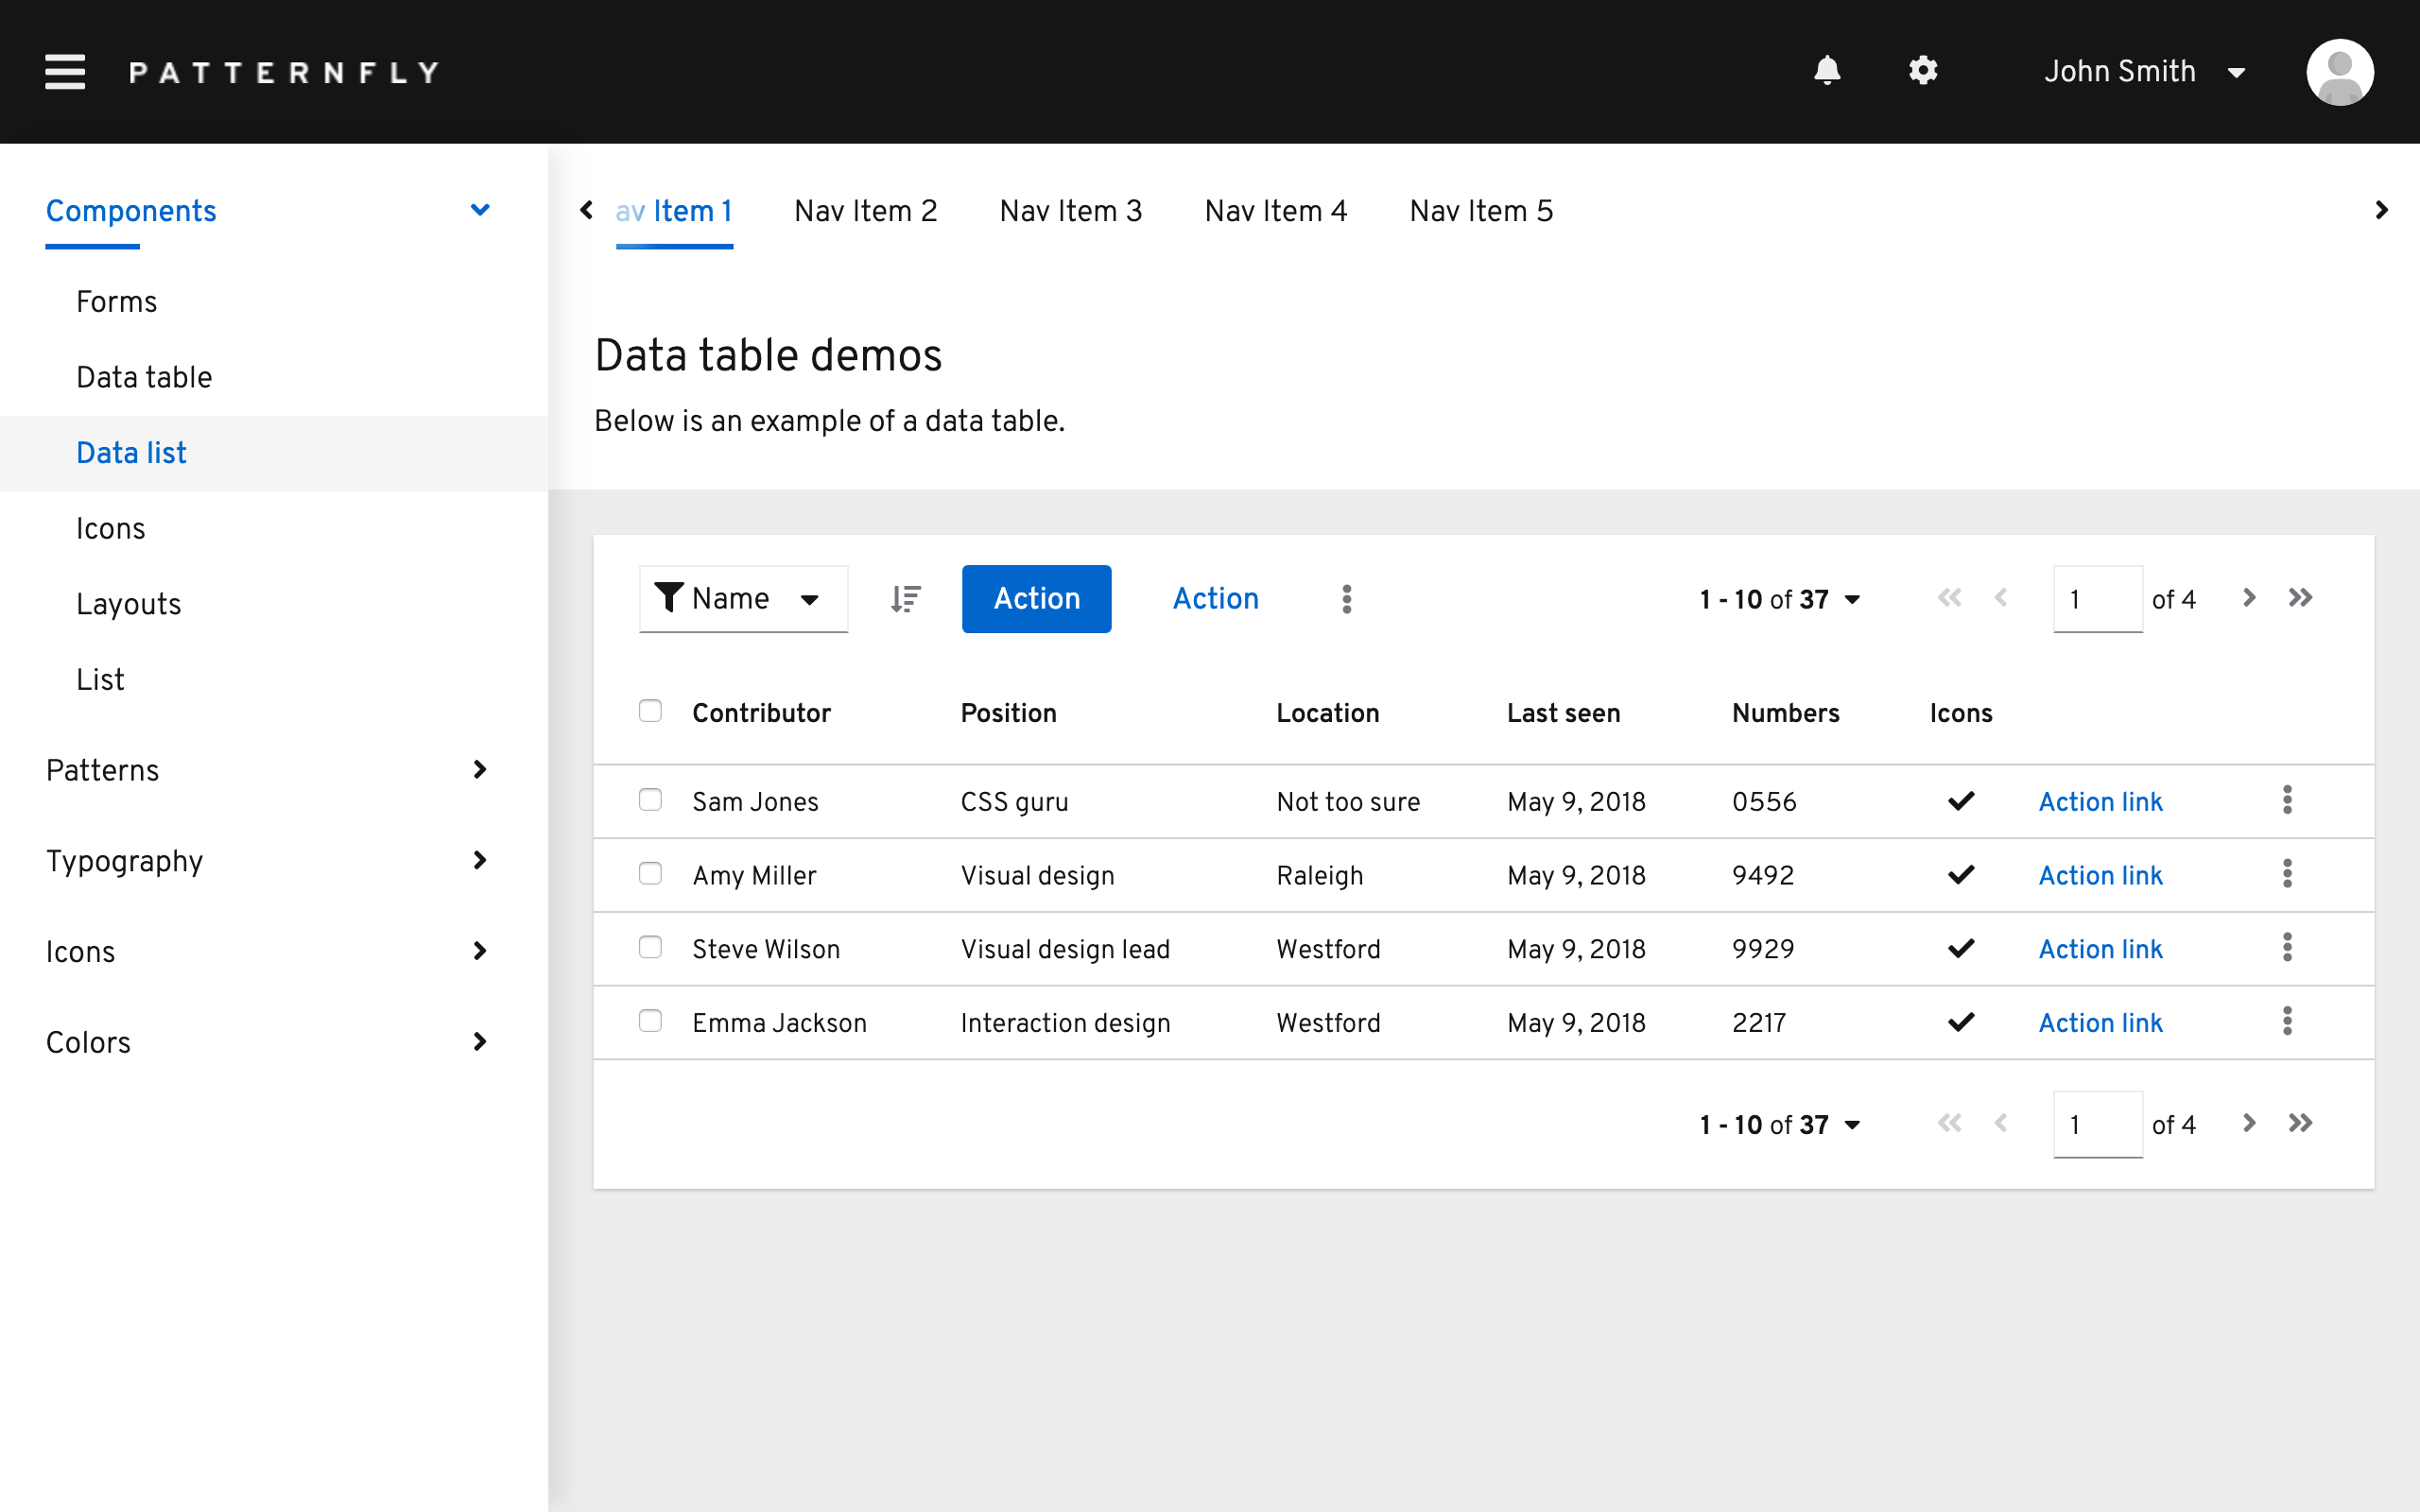 PATTERNFLY
John Smith
Components
Forms
Data table
Data list
Icons
Layouts
List
Patterns
Typography
Icons
Colors
av Item 1 Nav Item 2 Nav Item 3 Nav Item 4 Nav Item 5
Data table demos
Below is an example of a data table.
Name Action Action 1 - 10 of 37 1 of 4
Contributor Position Location Last seen Numbers Icons
Sam Jones CSS guru Not too sure May 9, 2018 0556 Action link
Amy Miller Visual design Raleigh May 9, 2018 9492 Action link
Steve Wilson Visual design lead Westford May 9, 2018 9929 Action link
Emma Jackson Interaction design Westford May 9, 2018 2217 Action link
1 - 10 of 37 1 of 4